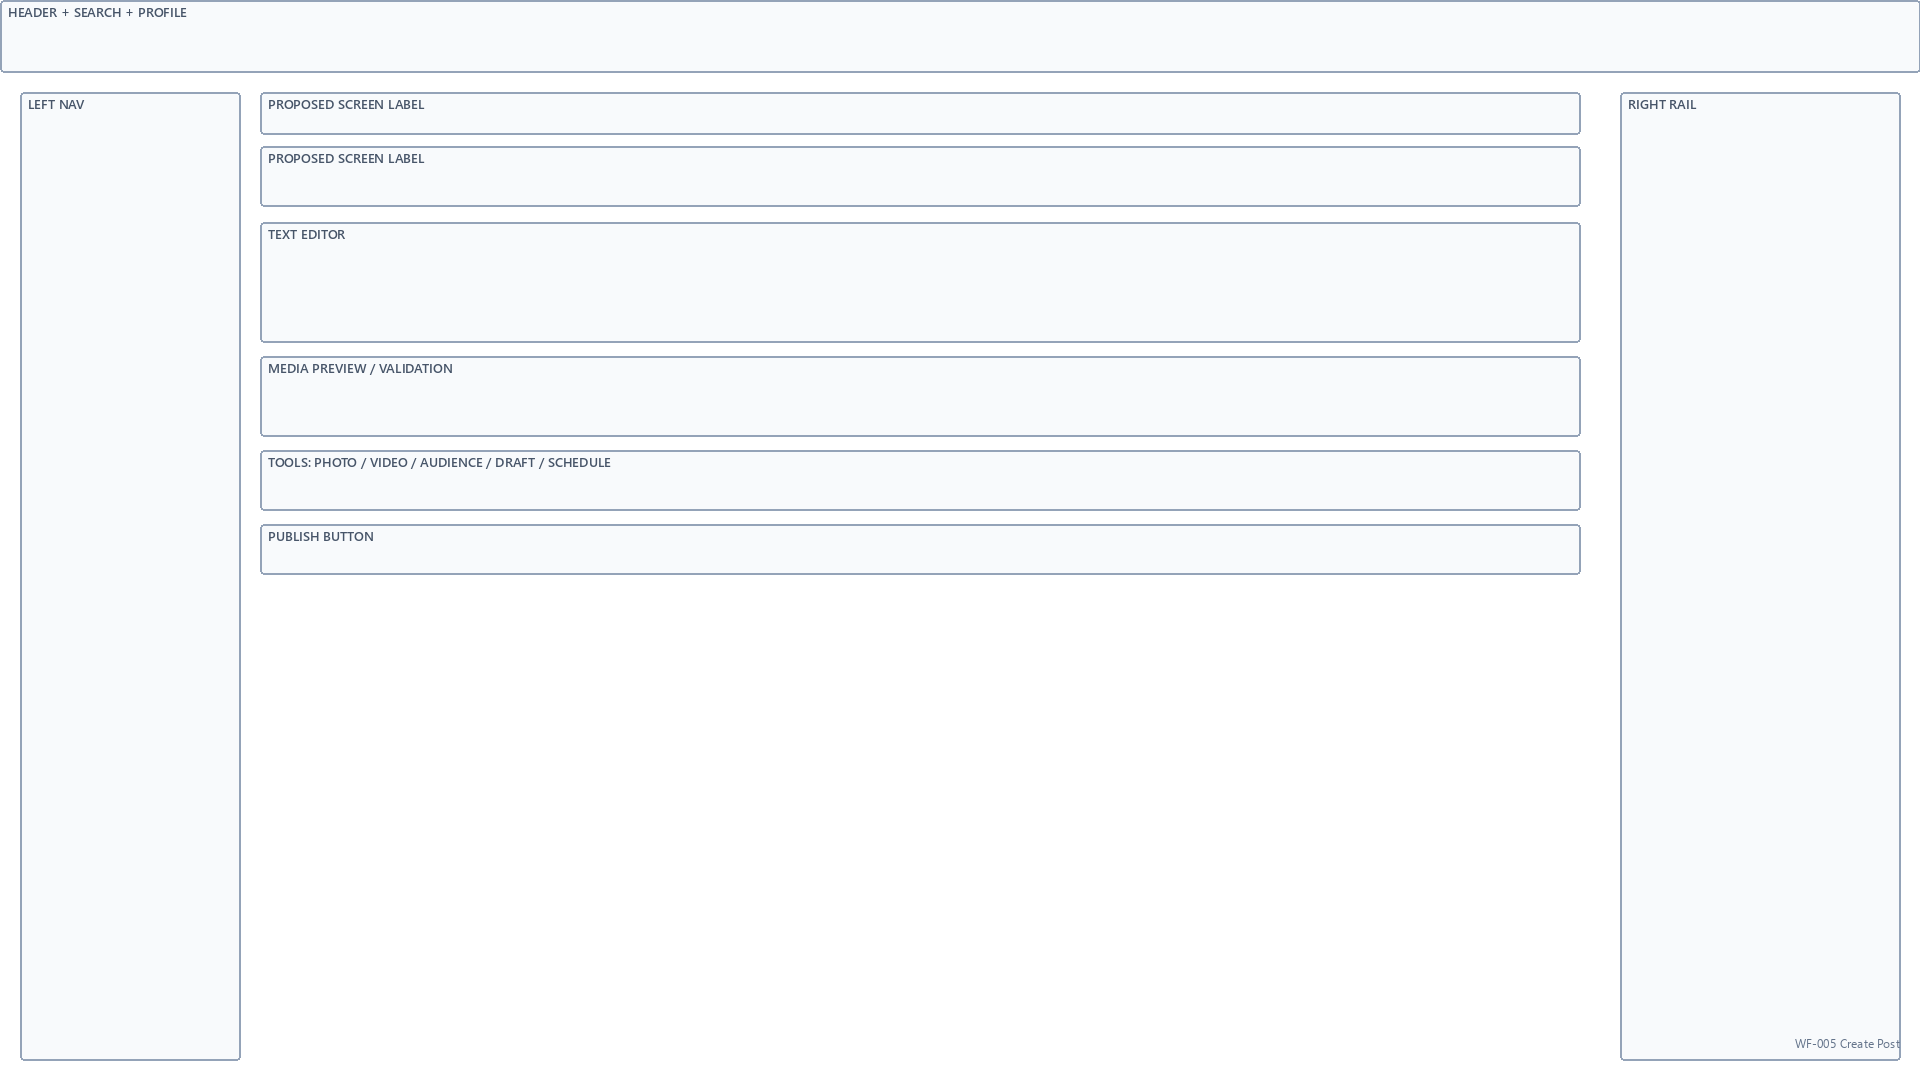 HEADER + SEARCH + PROFILE
LEFT NAV
PROPOSED SCREEN LABEL
PROPOSED SCREEN LABEL
TEXT EDITOR
MEDIA PREVIEW / VALIDATION
TOOLS: PHOTO / VIDEO / AUDIENCE / DRAFT / SCHEDULE
PUBLISH BUTTON
RIGHT RAIL
WF-005 Create Post